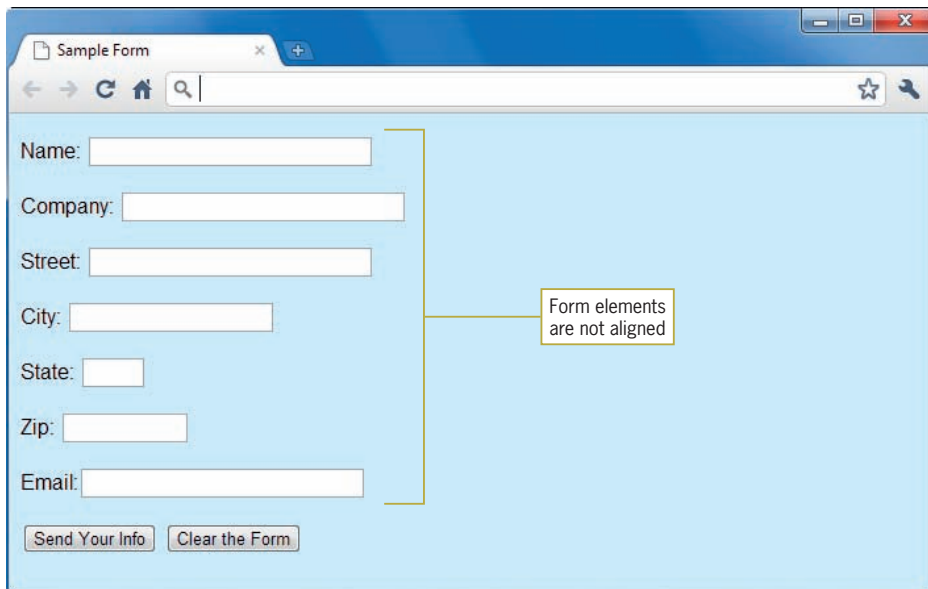 Sample Form
Name:
Company:
Street:
City:
State:
Zip:
Email:
Form elements
are not aligned
Send Your Info Clear the Form